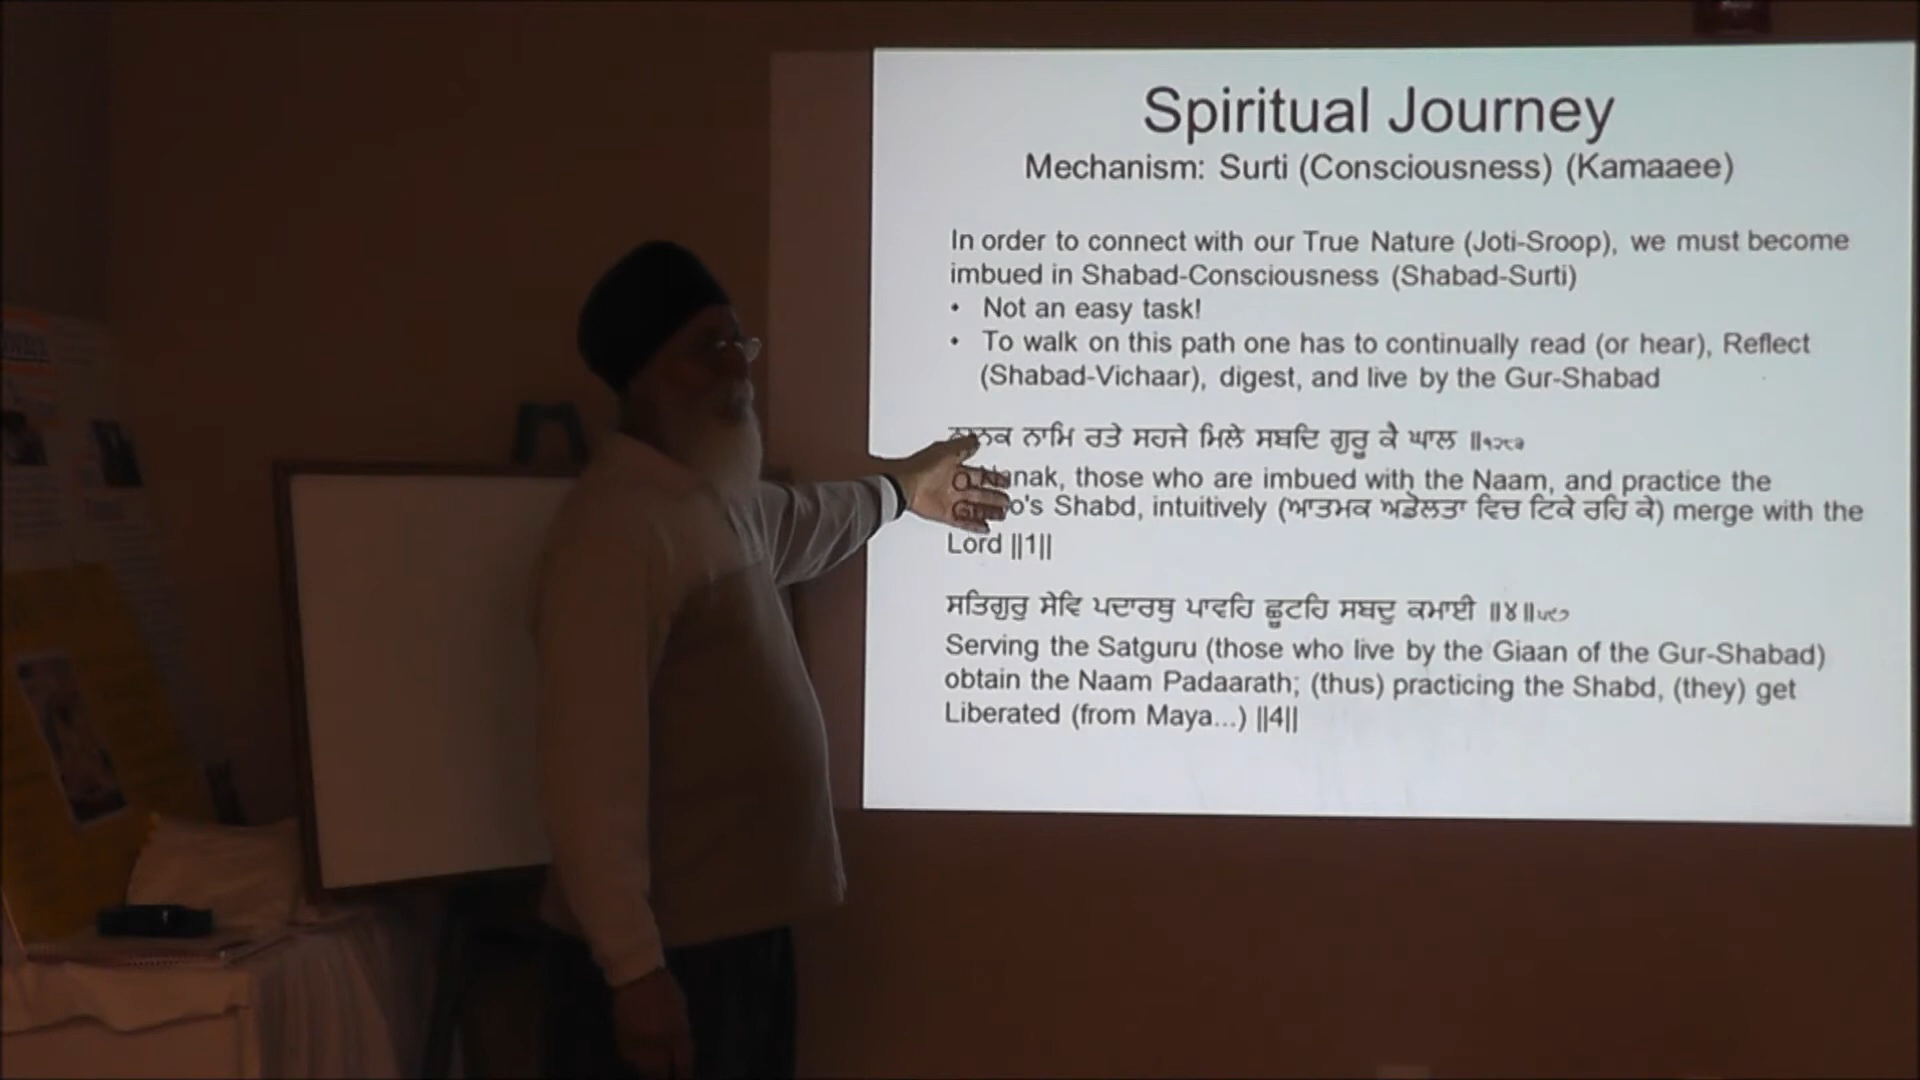 Spiritual Journey
Mechanism: Surti (Consciousness) (Kamaaee)
In order to connect with our True Nature (Joti-Sroop), we must become
imbued in Shabad-Consciousness (Shabad-Surti)
• Not an easy task!
• To walk on this path one has to continually read (or hear), Reflect
(Shabad-Vichaar), digest, and live by the Gur-Shabad
ਨਾਨਕ ਨਾਮਿ ਰਤੇ ਸਹਜੇ ਮਿਲੇ ਸਬਦਿ ਗੁਰੂ ਕੈ ਘਾਲ ॥
O Nanak, those who are imbued with the Naam, and practice the
Guroo's Shabd, intuitively (ਆਤਮਕ ਅਡੋਲਤਾ ਵਿਚ ਟਿਕੇ ਰਹਿ ਕੇ) merge with the
Lord ||1||
ਸਤਿਗੁਰੁ ਸੇਵਿ ਪਦਾਰਥੁ ਪਾਵਹਿ ਛੂਟਹਿ ਸਬਦੁ ਕਮਾਈ ॥੪॥
Serving the Satguru (those who live by the Giaan of the Gur-Shabad)
obtain the Naam Padaarath; (thus) practicing the Shabd, (they) get
Liberated (from Maya...) ||4||